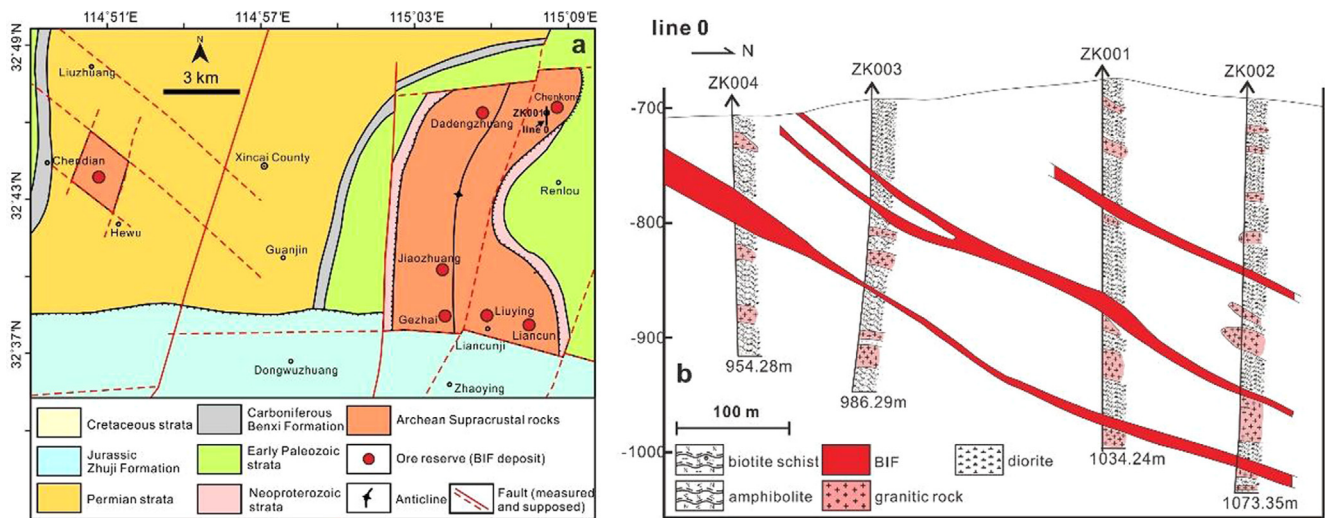 114°51'E
114°57'E
115°03'E
115°09'E
32°49'N
32°43'N
32°37'N
a
N
3 km
Liuzhuang
Chendian
Xincai County
Hewu
Guanjin
Dadengzhuang
Chenkong
ZK001
line 0
Renlou
Jiaozhuang
Gezhai
Liuying
Liancun
Liancunji
Dongwuzhuang
Zhaoying
Cretaceous strata
Jurassic
Zhuji Formation
Permian strata
Carboniferous
Benxi Formation
Early Paleozoic
strata
Neoproterozoic
strata
Archean Supracrustal rocks
Ore reserve (BIF deposit)
Anticline
Fault (measured
and supposed)
line 0
N
ZK004
ZK003
ZK001
ZK002
-700
-800
-900
-1000
954.28m
986.29m
1034.24m
1073.35m
b
100 m
biotite schist
BIF
diorite
amphibolite
granitic rock